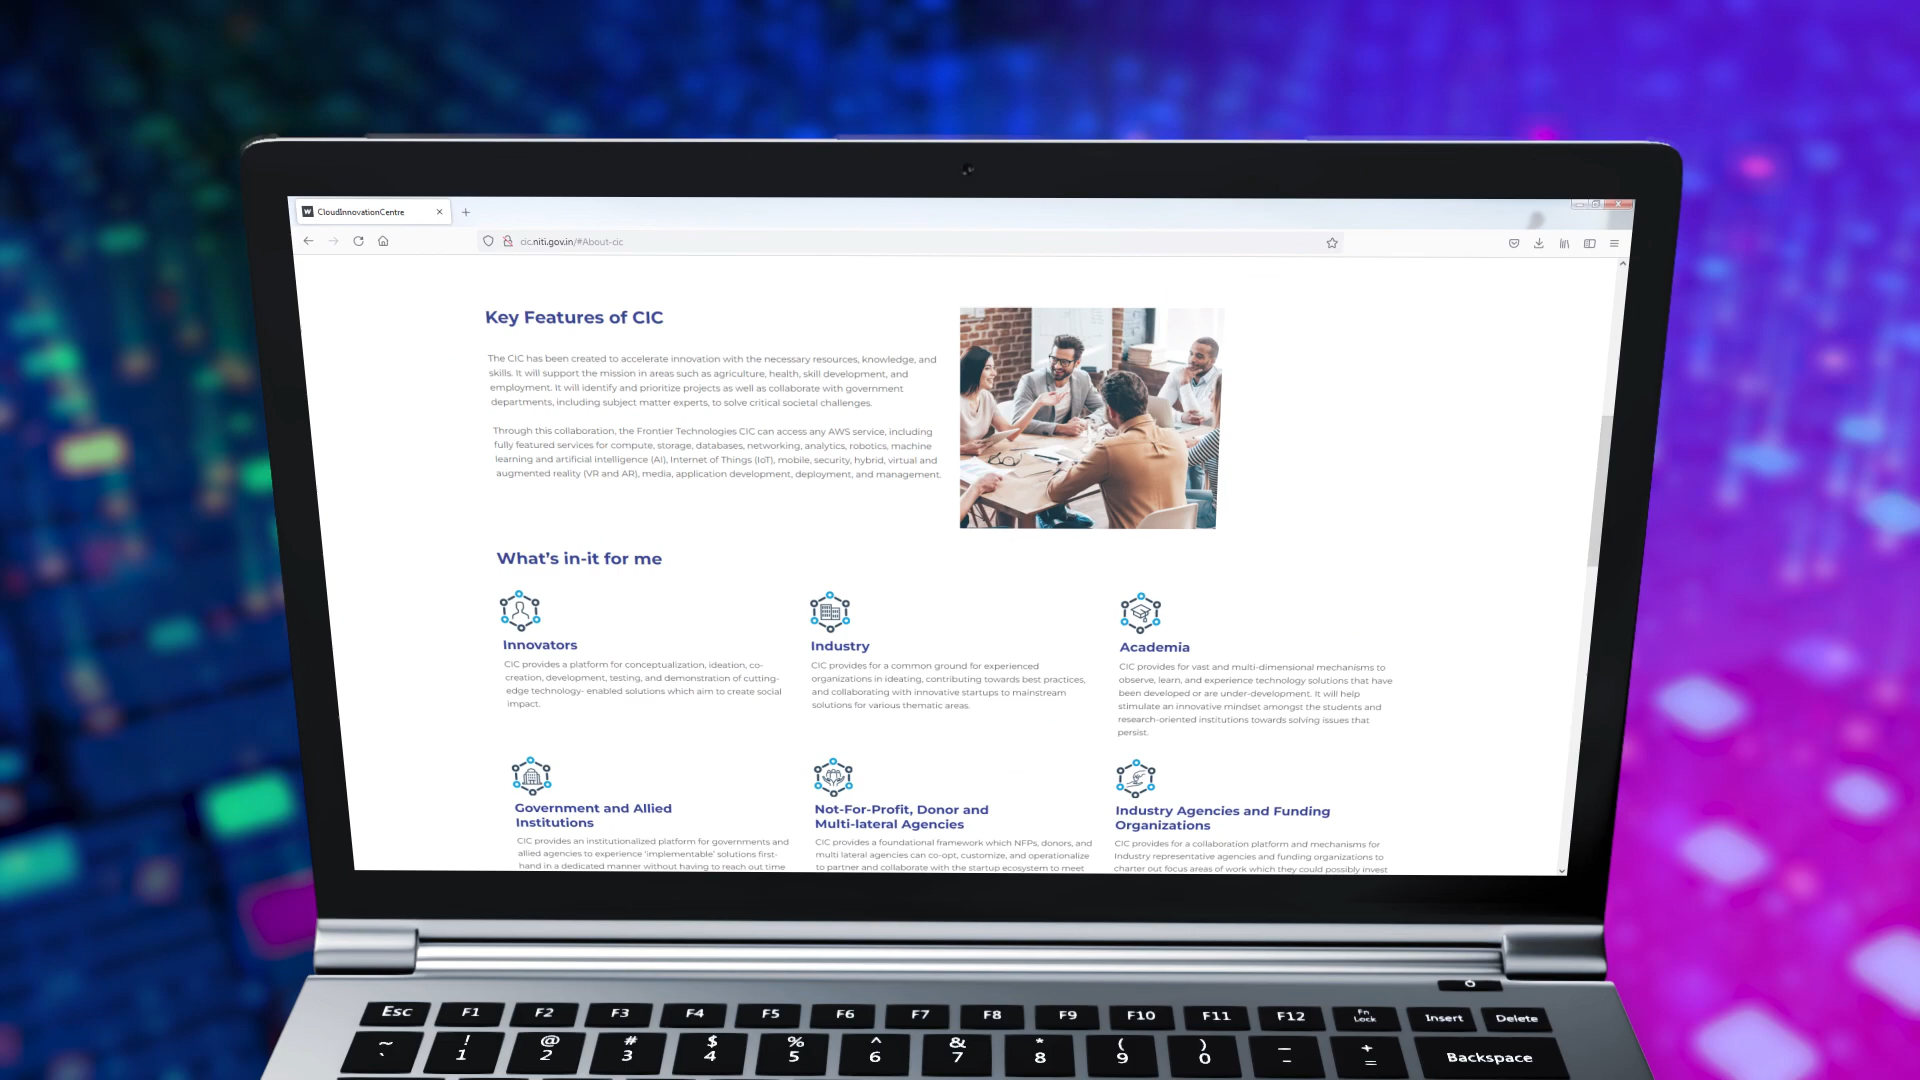 CloudInnovationCentre
cic.niti.gov.in/#About-cic
Key Features of CIC
The CIC has been created to accelerate innovation with the necessary resources, knowledge, and
skills. It will support the mission in areas such as agriculture, health, skill development, and
employment. It will identify and prioritize projects as well as collaborate with government
departments, including subject matter experts, to solve critical societal challenges.
Through this collaboration, the Frontier Technologies CIC can access any AWS service, including
fully featured services for compute, storage, databases, networking, analytics, robotics, machine
learning and artificial intelligence (AI), Internet of Things (IoT), mobile, security, hybrid, virtual and
augmented reality (VR and AR), media, application development, deployment, and management.
What's in-it for me
Innovators
CIC provides a platform for conceptualization, ideation, co-
creation, development, testing, and demonstration of cutting-
edge technology- enabled solutions which aim to create social
impact.
Industry
CIC provides for a common ground for experienced
organizations in ideating, contributing towards best practices,
and collaborating with innovative startups to mainstream
solutions for various thematic areas.
Academia
CIC provides for vast and multi-dimensional mechanisms to
observe, learn, and experience technology solutions that have
been developed or are under-development. It will help
stimulate an innovative mindset amongst the students and
research-oriented institutions towards solving issues that
persist.
Government and Allied
Institutions
CIC provides an institutionalized platform for governments and
allied agencies to experience 'implementable' solutions first-
hand in a dedicated manner without having to reach out time
Not-For-Profit, Donor and
Multi-lateral Agencies
CIC provides a foundational framework which NFPs, donors, and
multi lateral agencies can co-opt, customize, and operationalize
to partner and collaborate with the startup ecosystem to meet
Industry Agencies and Funding
Organizations
CIC provides for a collaboration platform and mechanisms for
Industry representative agencies and funding organizations to
charter out focus areas of work which they could possibly invest
Esc F1 F2 F3 F4 F5 F6 F7 F8 F9 F10 F11 F12 Fn Lock Insert Delete
~ ! @ # $ % ^ & * ( ) _ +
` 1 2 3 4 5 6 7 8 9 0 - = Backspace